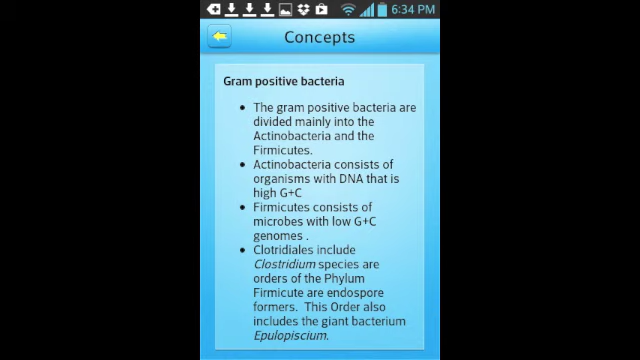 6:34 PM
Concepts
Gram positive bacteria
• The gram positive bacteria are
divided mainly into the
Actinobacteria and the
Firmicutes.
• Actinobacteria consists of
organisms with DNA that is
high G+C
• Firmicutes consists of
microbes with low G+C
genomes .
• Clotridiales include
Clostridium species are
orders of the Phylum
Firmicute are endospore
formers. This Order also
includes the giant bacterium
Epulopiscium.